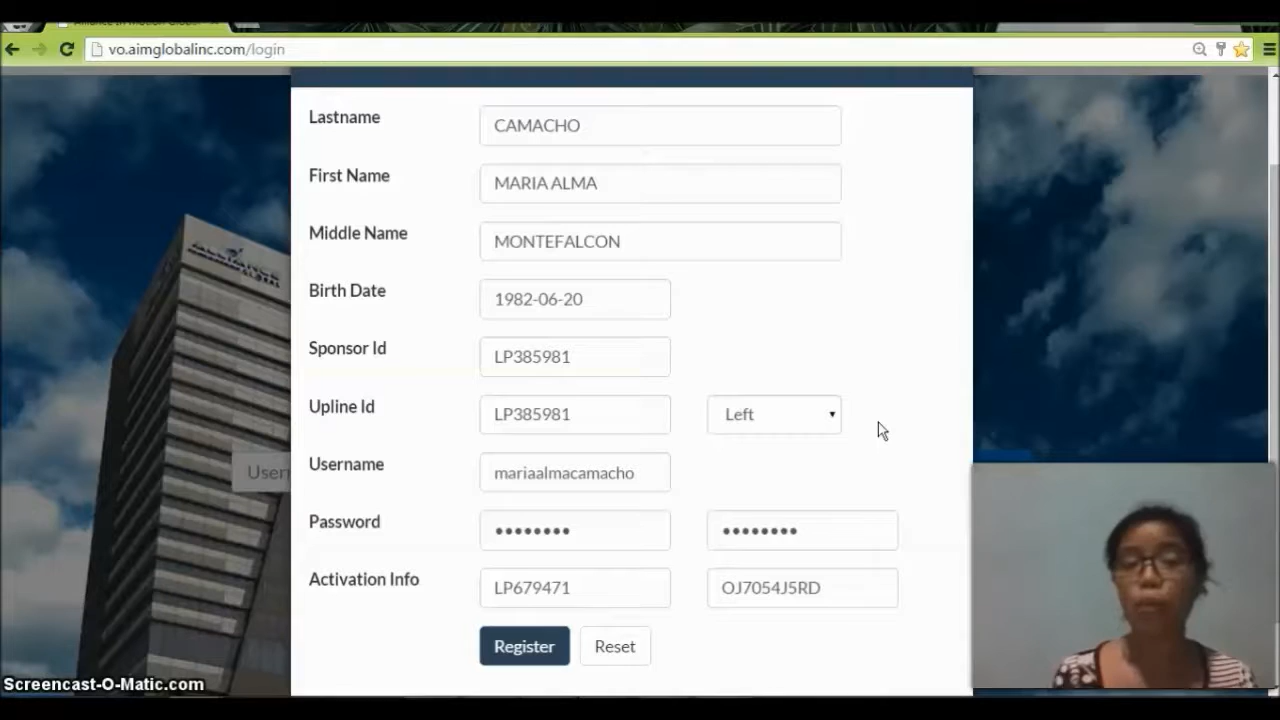 vo.aimglobalinc.com/login
Lastname CAMACHO
First Name MARIA ALMA
Middle Name MONTEFALCON
Birth Date 1982-06-20
Sponsor Id LP385981
Upline Id LP385981 Left
Username mariaalmacamacho
Password •••••••• ••••••••
Activation Info LP679471 OJ7054J5RD
Register Reset
Screencast-O-Matic.com